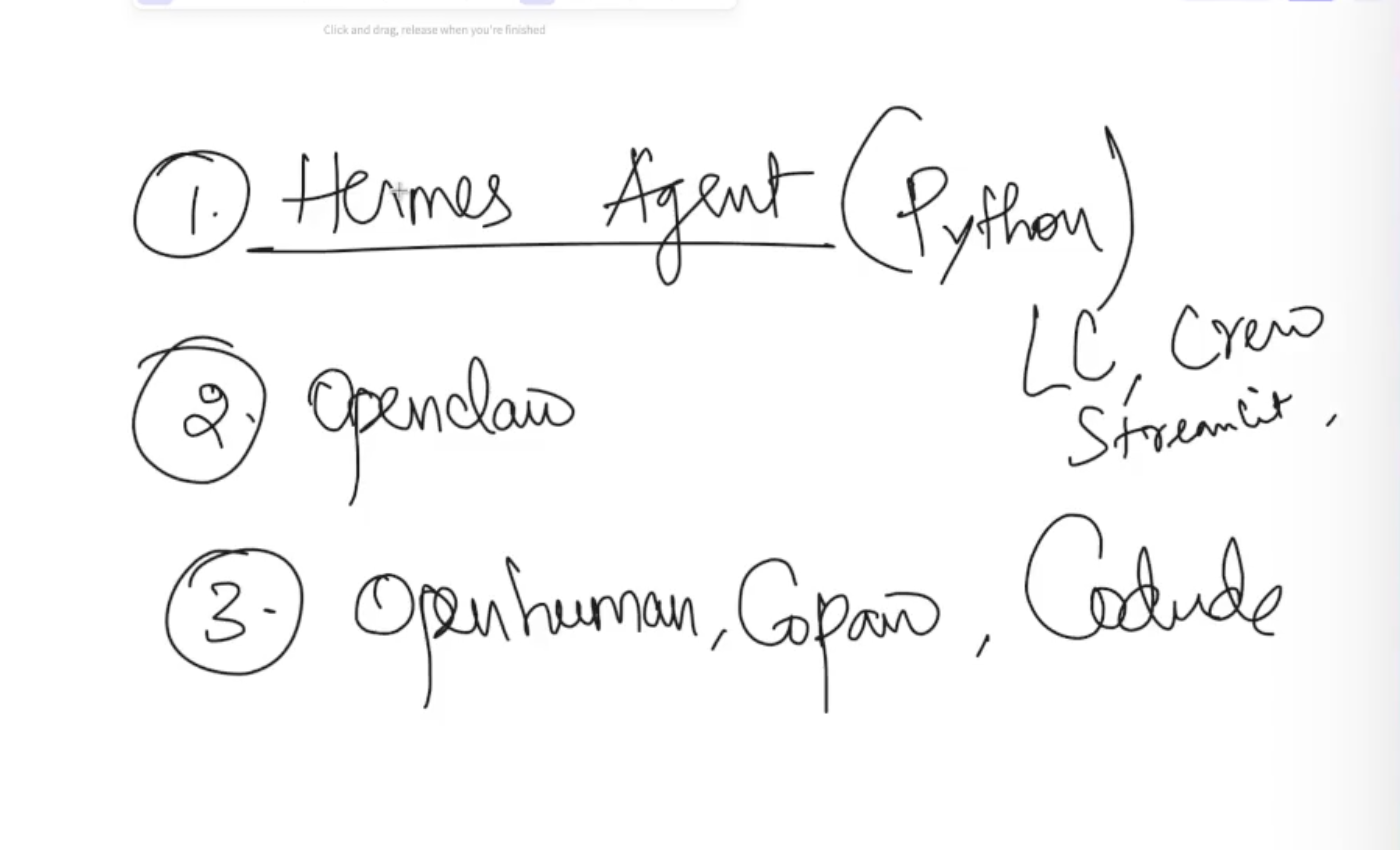 Click and drag, release when you're finished
1. Hermes Agent (Python)
LC, Crew
Streamlit,
2. Openclaw
3. Openhuman, Copaw,